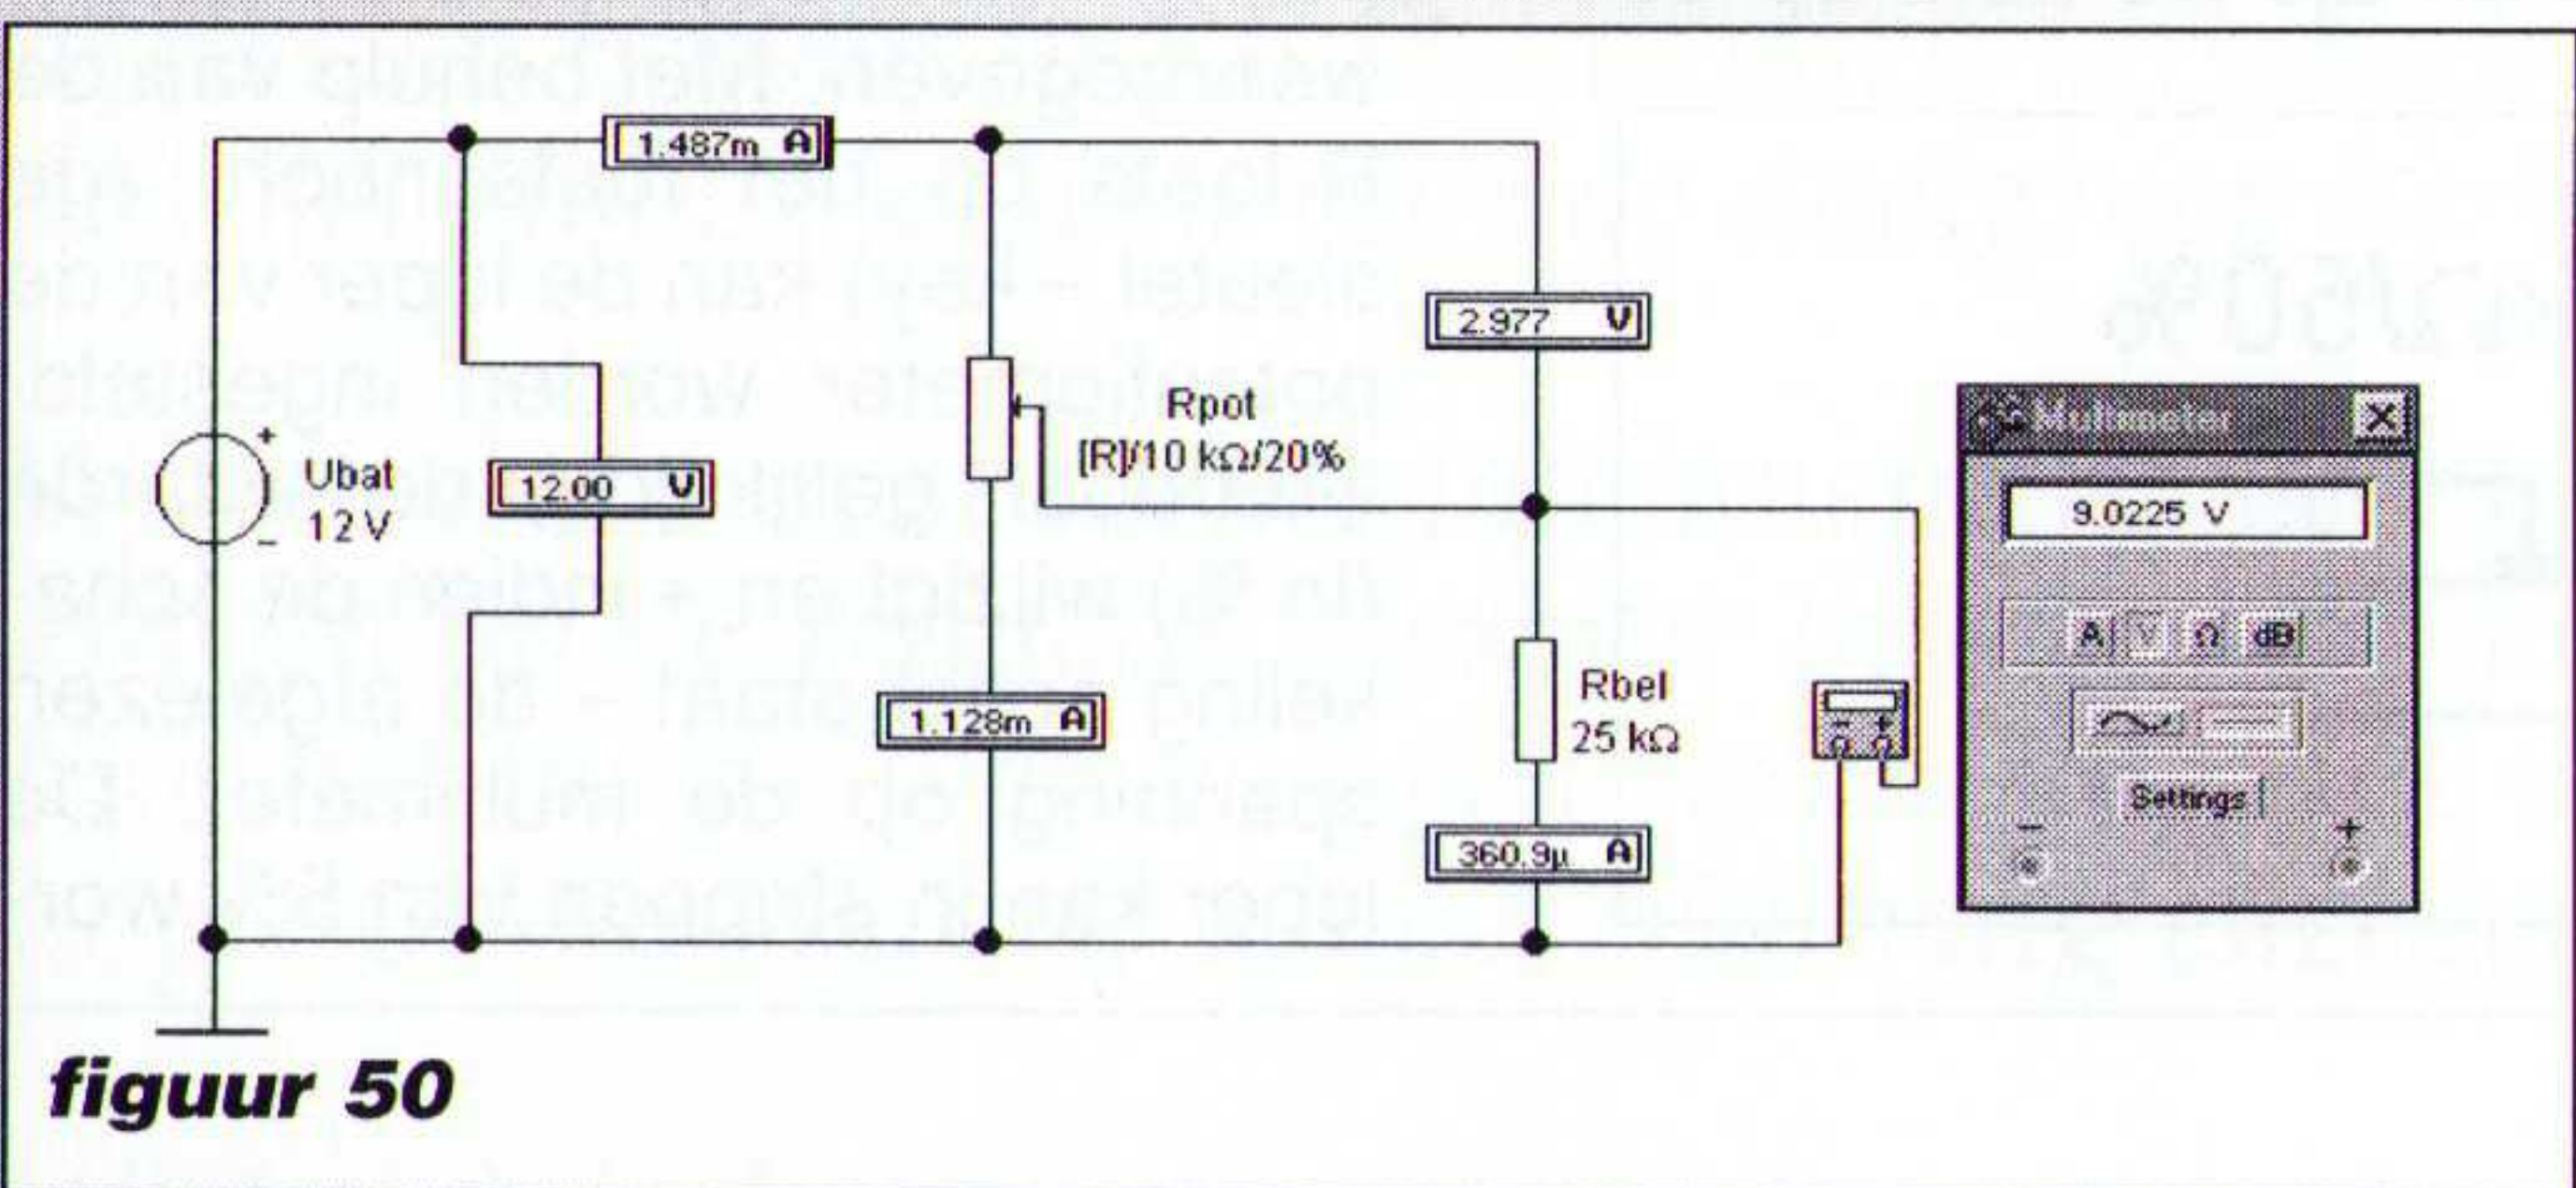 1.487m A
2.977 V
Rpot
[R]/10 kΩ/20%
Multimeter
9.0225 V
+
Ubat
12 V
-
12.00 V
A V Ω dB
Rbel
25 kΩ
- +
1.128m A
Settings
360.9µ A
- +
figuur 50